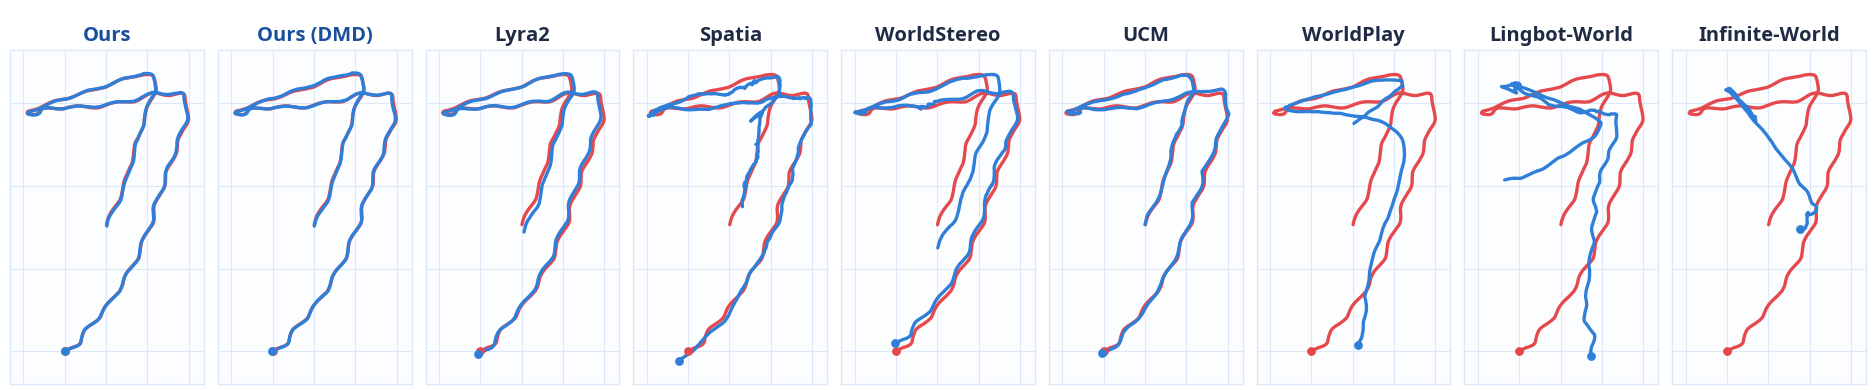 Ours
Ours (DMD)
Lyra2
Spatia
WorldStereo
UCM
WorldPlay
Lingbot-World
Infinite-World